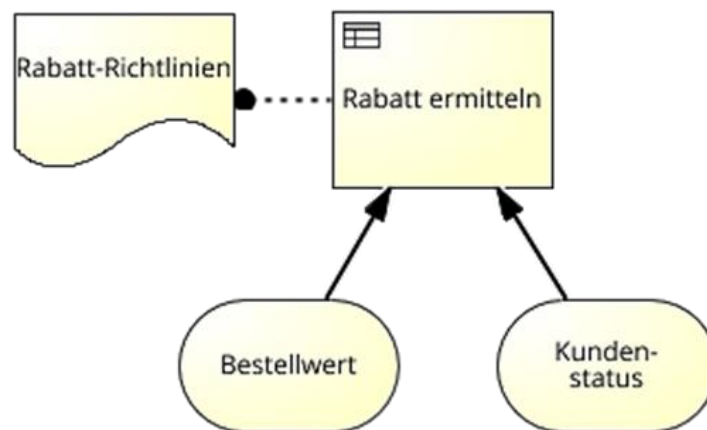 Rabatt-Richtlinien
Rabatt ermitteln
Bestellwert
Kunden-
status